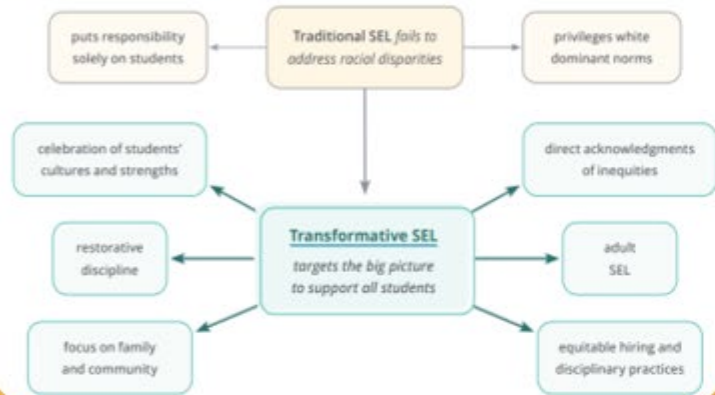 puts responsibility
solely on students
Traditional SEL fails to
address racial disparities
privileges white
dominant norms
celebration of students'
cultures and strengths
direct acknowledgments
of inequities
Transformative SEL
targets the big picture
to support all students
restorative
discipline
adult
SEL
focus on family
and community
equitable hiring and
disciplinary practices